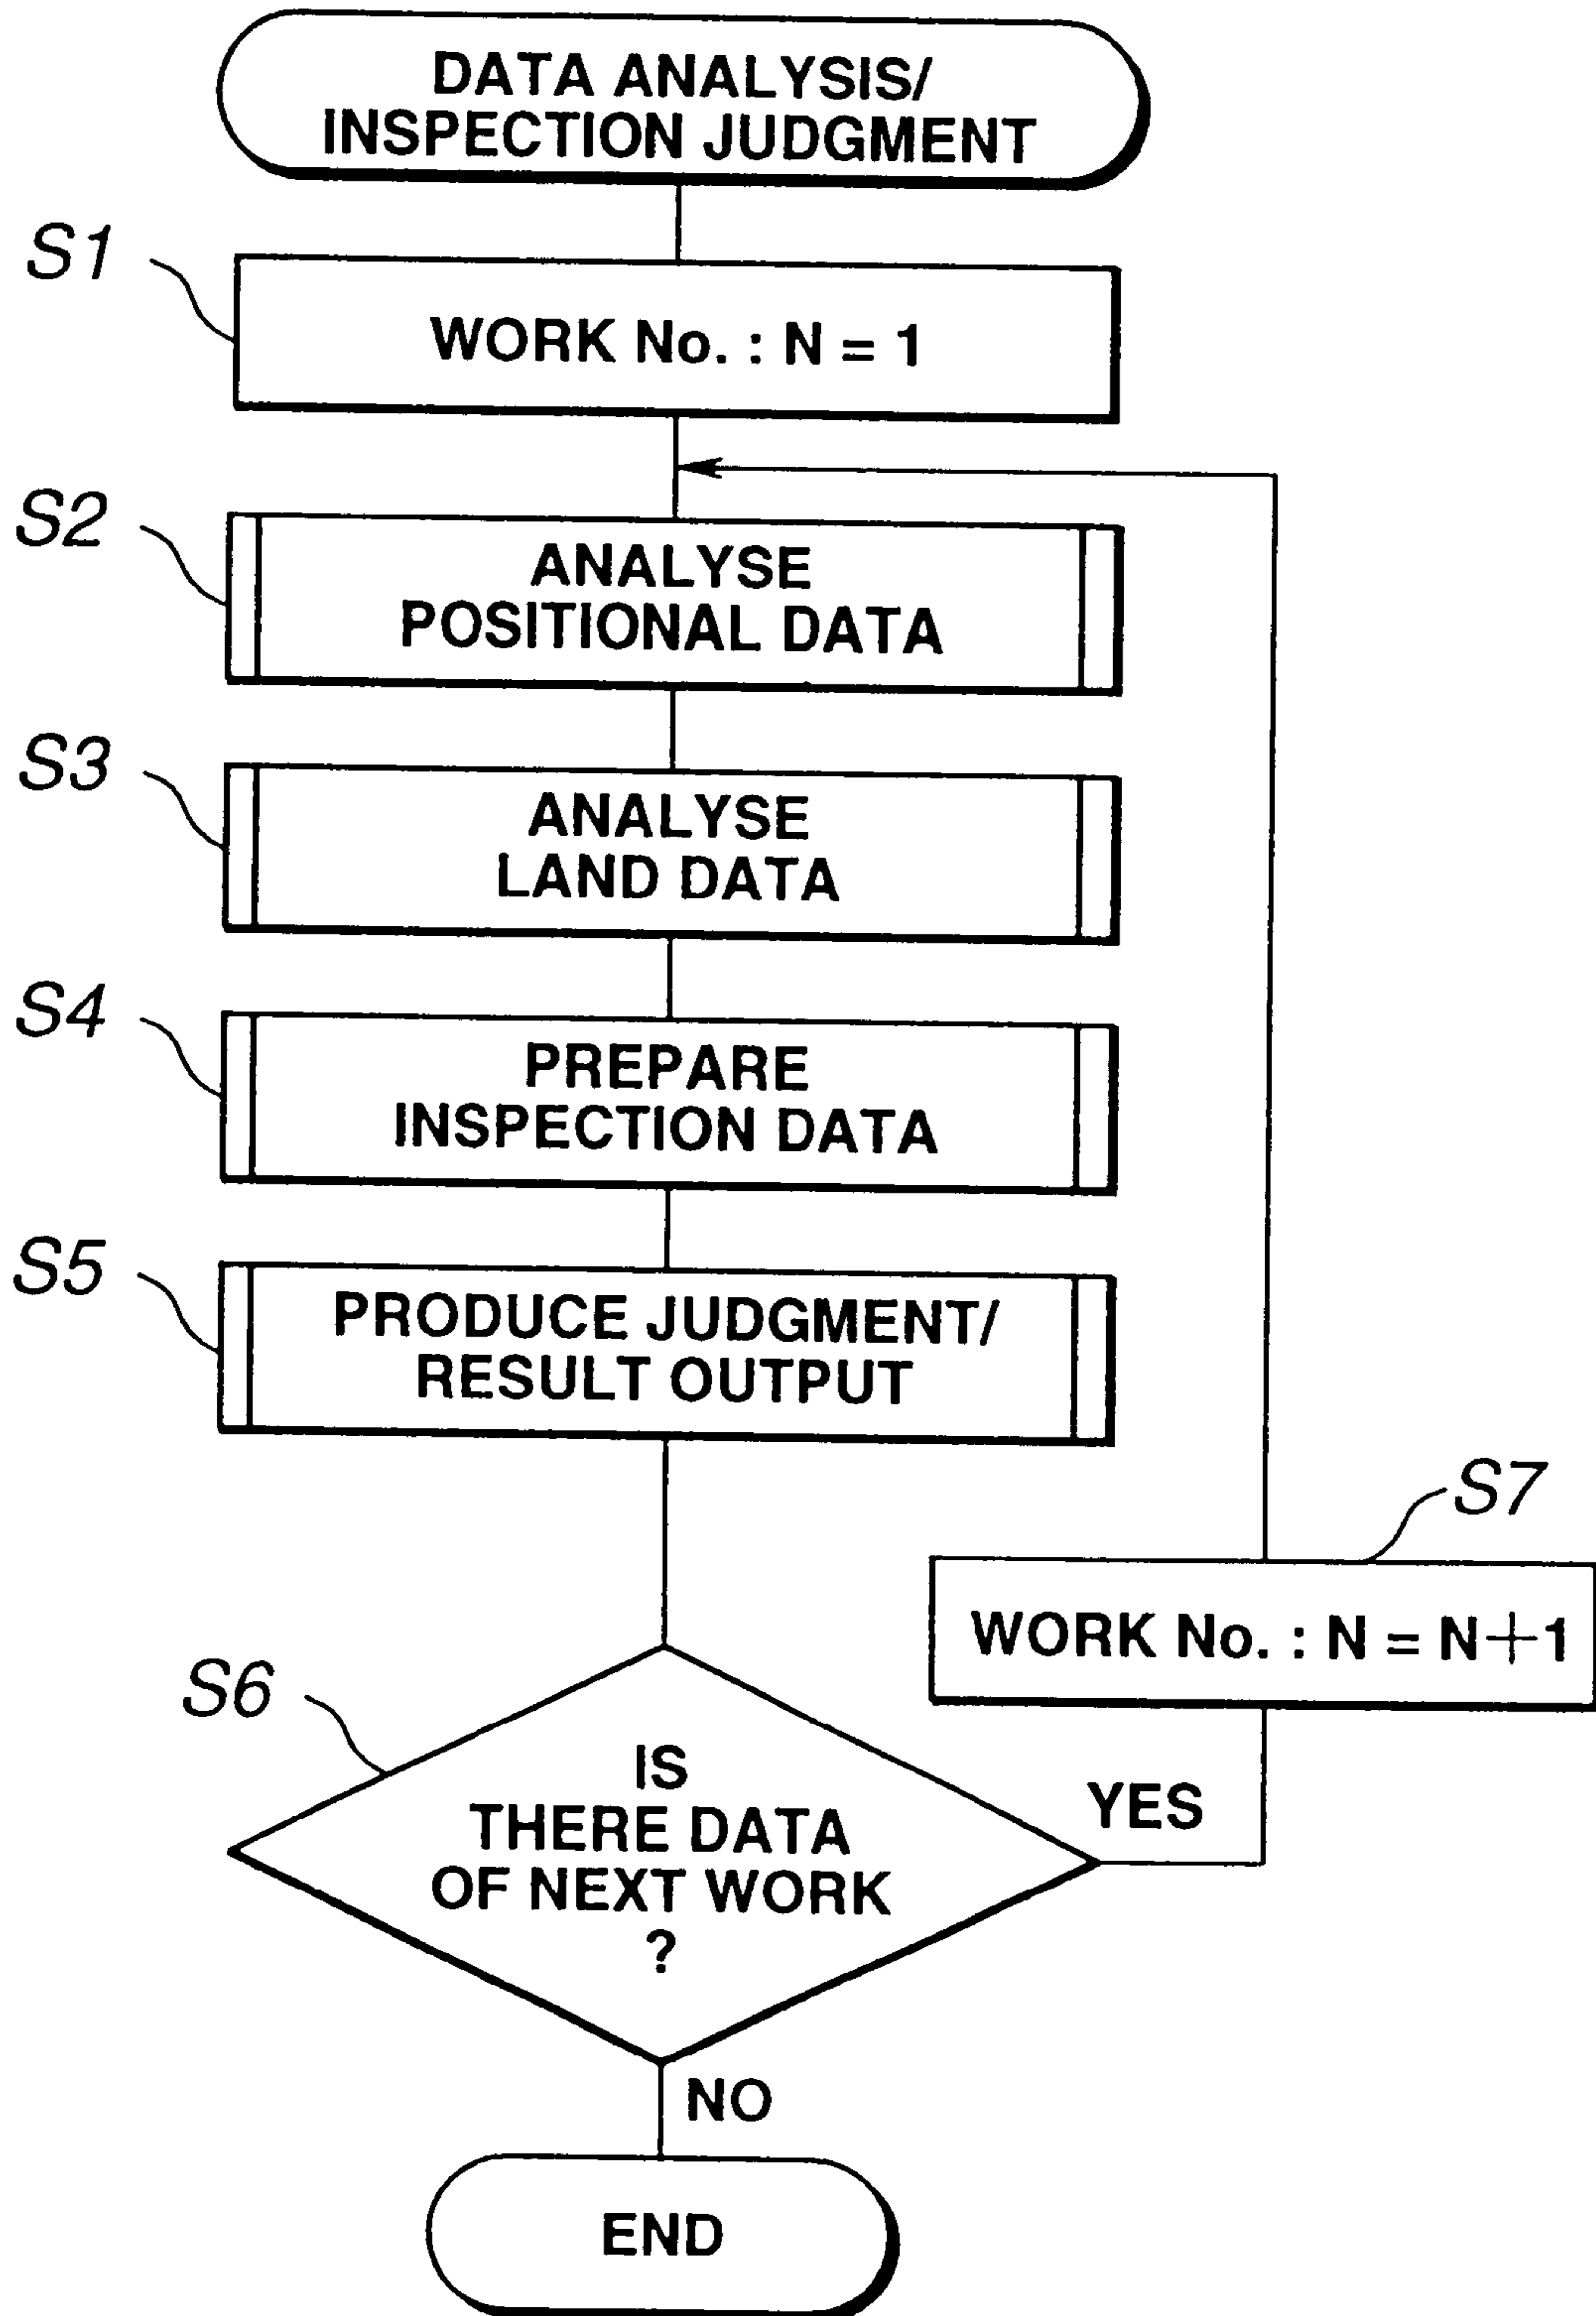 DATA ANALYSIS/
INSPECTION JUDGMENT
S1
WORK No. : N = 1
S2
ANALYSE
POSITIONAL DATA
S3
ANALYSE
LAND DATA
S4
PREPARE
INSPECTION DATA
S5
PRODUCE JUDGMENT/
RESULT OUTPUT
S7
WORK No. : N = N+1
S6
IS
THERE DATA
OF NEXT WORK
?
YES
NO
END